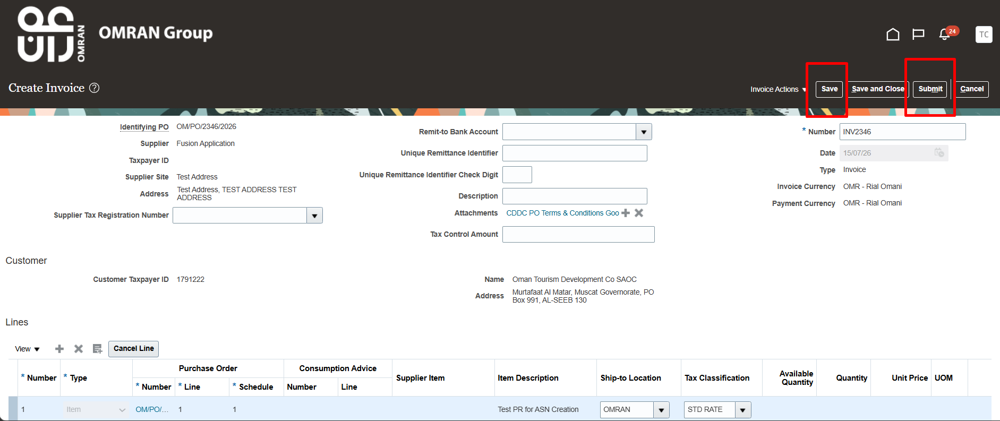 عمران
OMRAN
OMRAN Group
24
TC
Create Invoice ?
Invoice Actions
Save
Save and Close
Submit
Cancel
Identifying PO OM/PO/2346/2026
Supplier Fusion Application
Taxpayer ID
Supplier Site Test Address
Address Test Address, TEST ADDRESS TEST
ADDRESS
Supplier Tax Registration Number
Remit-to Bank Account
Unique Remittance Identifier
Unique Remittance Identifier Check Digit
Description
Attachments CDDC PO Terms & Conditions Goo
Tax Control Amount
* Number INV2346
Date 15/07/26
Type Invoice
Invoice Currency OMR - Rial Omani
Payment Currency OMR - Rial Omani
Customer
Customer Taxpayer ID 1791222
Name Oman Tourism Development Co SAOC
Address Murtafaat Al Matar, Muscat Governorate, PO
Box 991, AL-SEEB 130
Lines
View
Cancel Line
* Number * Type Purchase Order Consumption Advice Supplier Item Item Description Ship-to Location Tax Classification Available Quantity Quantity Unit Price UOM
* Number * Line * Schedule Number Line
1 Item OM/PO/... 1 1 Test PR for ASN Creation OMRAN STD RATE